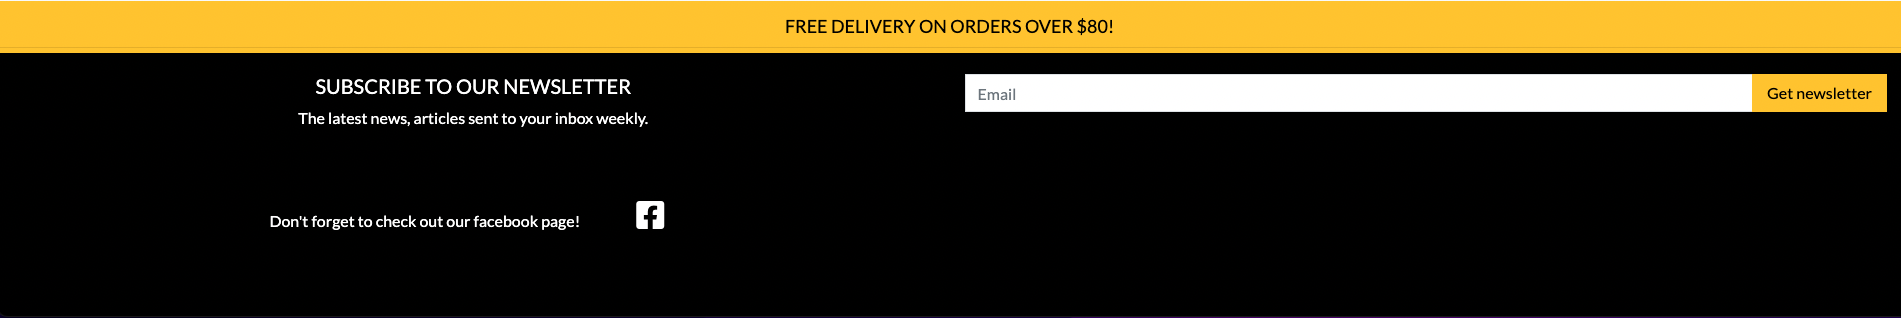 FREE DELIVERY ON ORDERS OVER $80!
SUBSCRIBE TO OUR NEWSLETTER
The latest news, articles sent to your inbox weekly.
Email
Get newsletter
Don't forget to check out our facebook page!